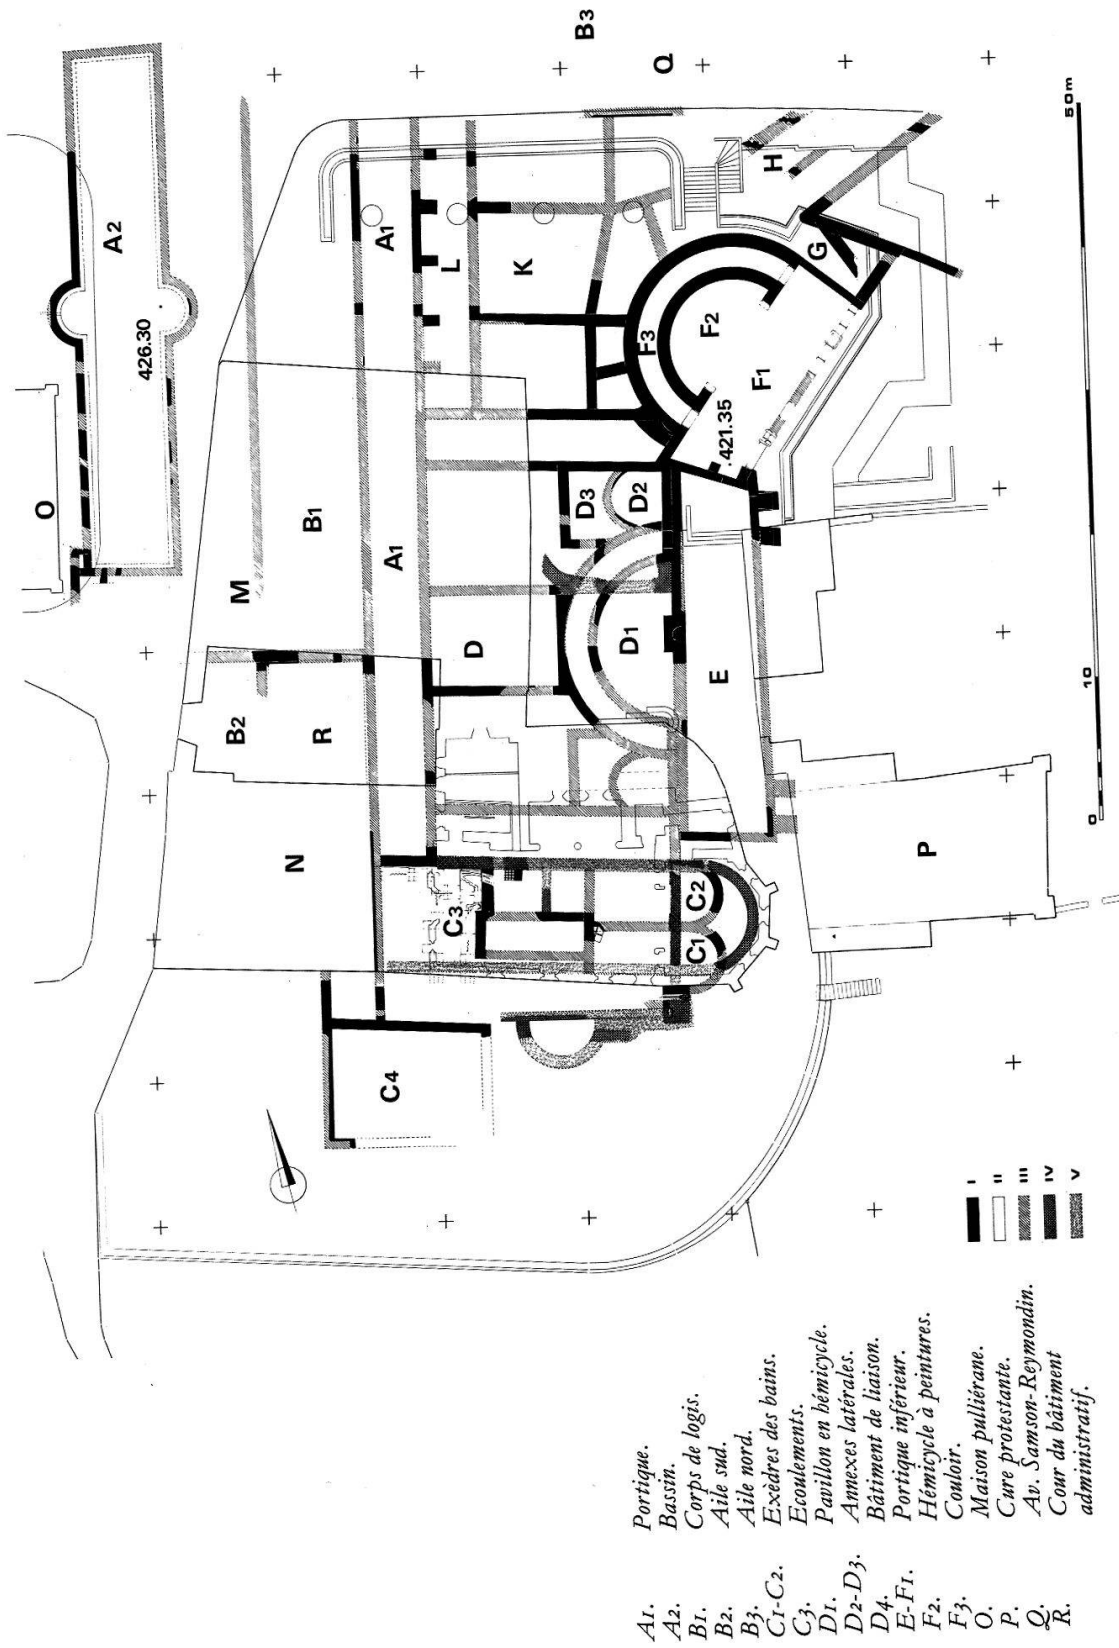 A1. Portique.
A2. Bassin.
B1. Corps de logis.
B2. Aile sud.
B3. Aile nord.
C1-C2. Exèdres des bains.
C3. Ecoulements.
D1. Pavillon en hémicycle.
D2-D3. Annexes latérales.
D4. Bâtiment de liaison.
E-F1. Portique inférieur.
F2. Hémicycle à peintures.
F3. Couloir.
O. Maison pulliérane.
P. Cure protestante.
Q. Av. Samson-Reymondin.
R. Cour du bâtiment
administratif.
I
II
III
IV
V
0
10
50m
C4
N
C3
C1
C2
P
B2
R
M
B1
A1
D
D1
D2
D3
E
O
A2
426.30
A1
L
K
F3
F2
F1
.421.35
G
H
B3
Q